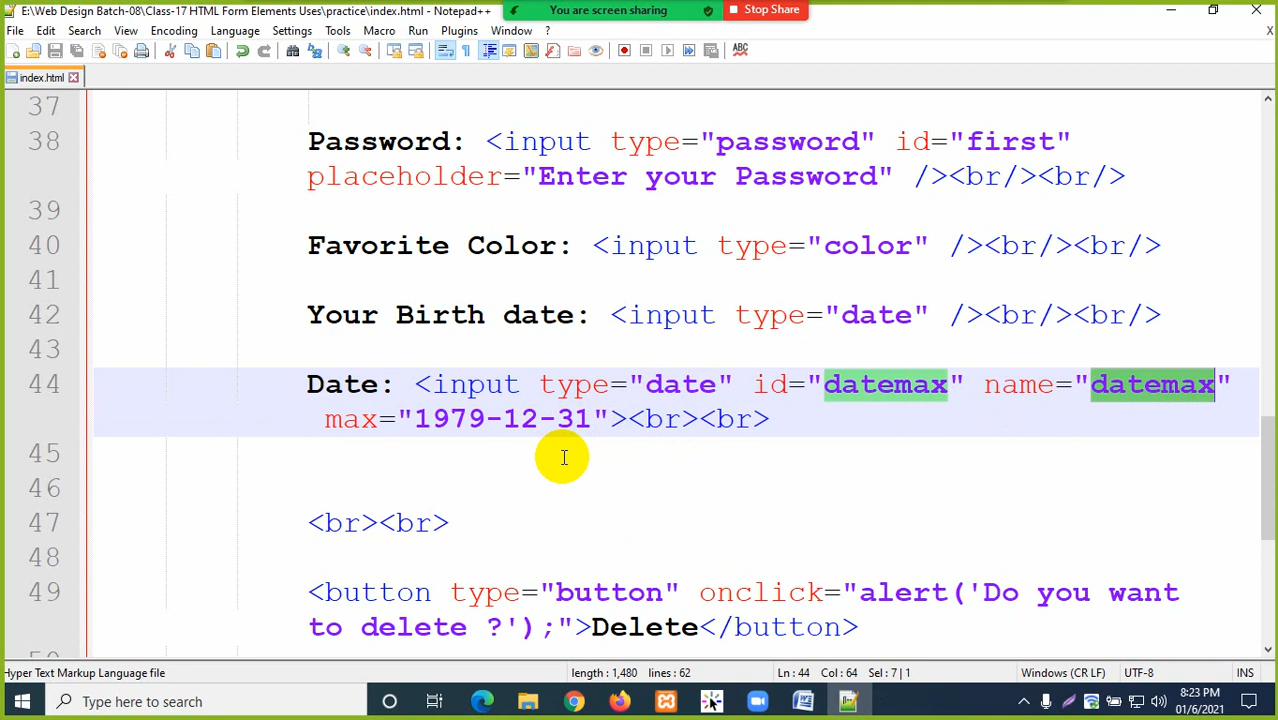 E:\Web Design Batch-08\Class-17 HTML Form Elements Uses\practice\index.html - Notepad++
You are screen sharing
Stop Share
File Edit Search View Encoding Language Settings Tools Macro Run Plugins Window ?
X
ABC
index.html
37
38 Password: <input type="password" id="first"
placeholder="Enter your Password" /><br/><br/>
39
40 Favorite Color: <input type="color" /><br/><br/>
41
42 Your Birth date: <input type="date" /><br/><br/>
43
44 Date: <input type="date" id="datemax" name="datemax"
max="1979-12-31"><br><br>
45
46
47 <br><br>
48
49 <button type="button" onclick="alert('Do you want
to delete ?');">Delete</button>
50
Hyper Text Markup Language file length : 1,480 lines : 62 Ln : 44 Col : 64 Sel : 7 | 1 Windows (CR LF) UTF-8 INS
Type here to search
8:23 PM
01/6/2021